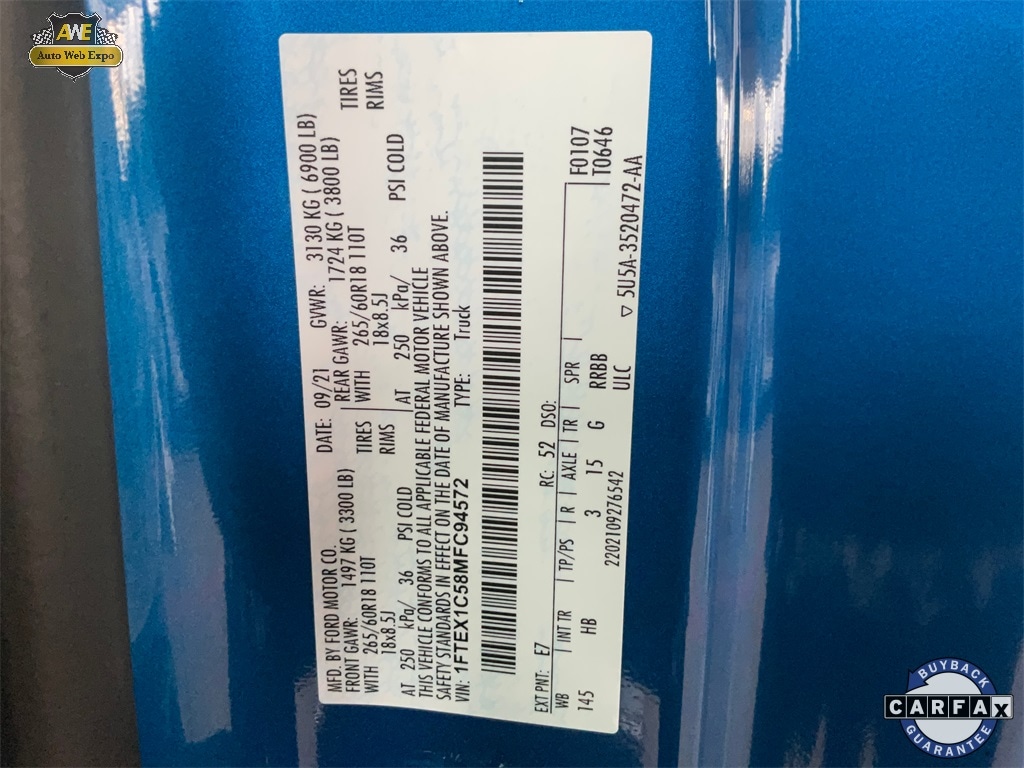 AWE
Auto Web Expo
MFD. BY FORD MOTOR CO. DATE: 09/21 GVWR: 3130 KG ( 6900 LB)
FRONT GAWR: 1497 KG ( 3300 LB) REAR GAWR: 1724 KG ( 3800 LB)
WITH 265/60R18 110T TIRES WITH 265/60R18 110T TIRES
18x8.5J RIMS 18x8.5J RIMS
AT 250 kPa/ 36 PSI COLD AT 250 kPa/ 36 PSI COLD
THIS VEHICLE CONFORMS TO ALL APPLICABLE FEDERAL MOTOR VEHICLE
SAFETY STANDARDS IN EFFECT ON THE DATE OF MANUFACTURE SHOWN ABOVE.
VIN: 1FTEX1C58MFC94572 TYPE: Truck
EXT PNT: E7 RC: 52 DSO: F0107
WB | INT TR | TP/PS | R | AXLE | TR | SPR | T0646
145 HB 3 15 G RRBB
2202109276542 ULC ▽ 5U5A-3520472-AA
BUYBACK
CARFAX
GUARANTEE